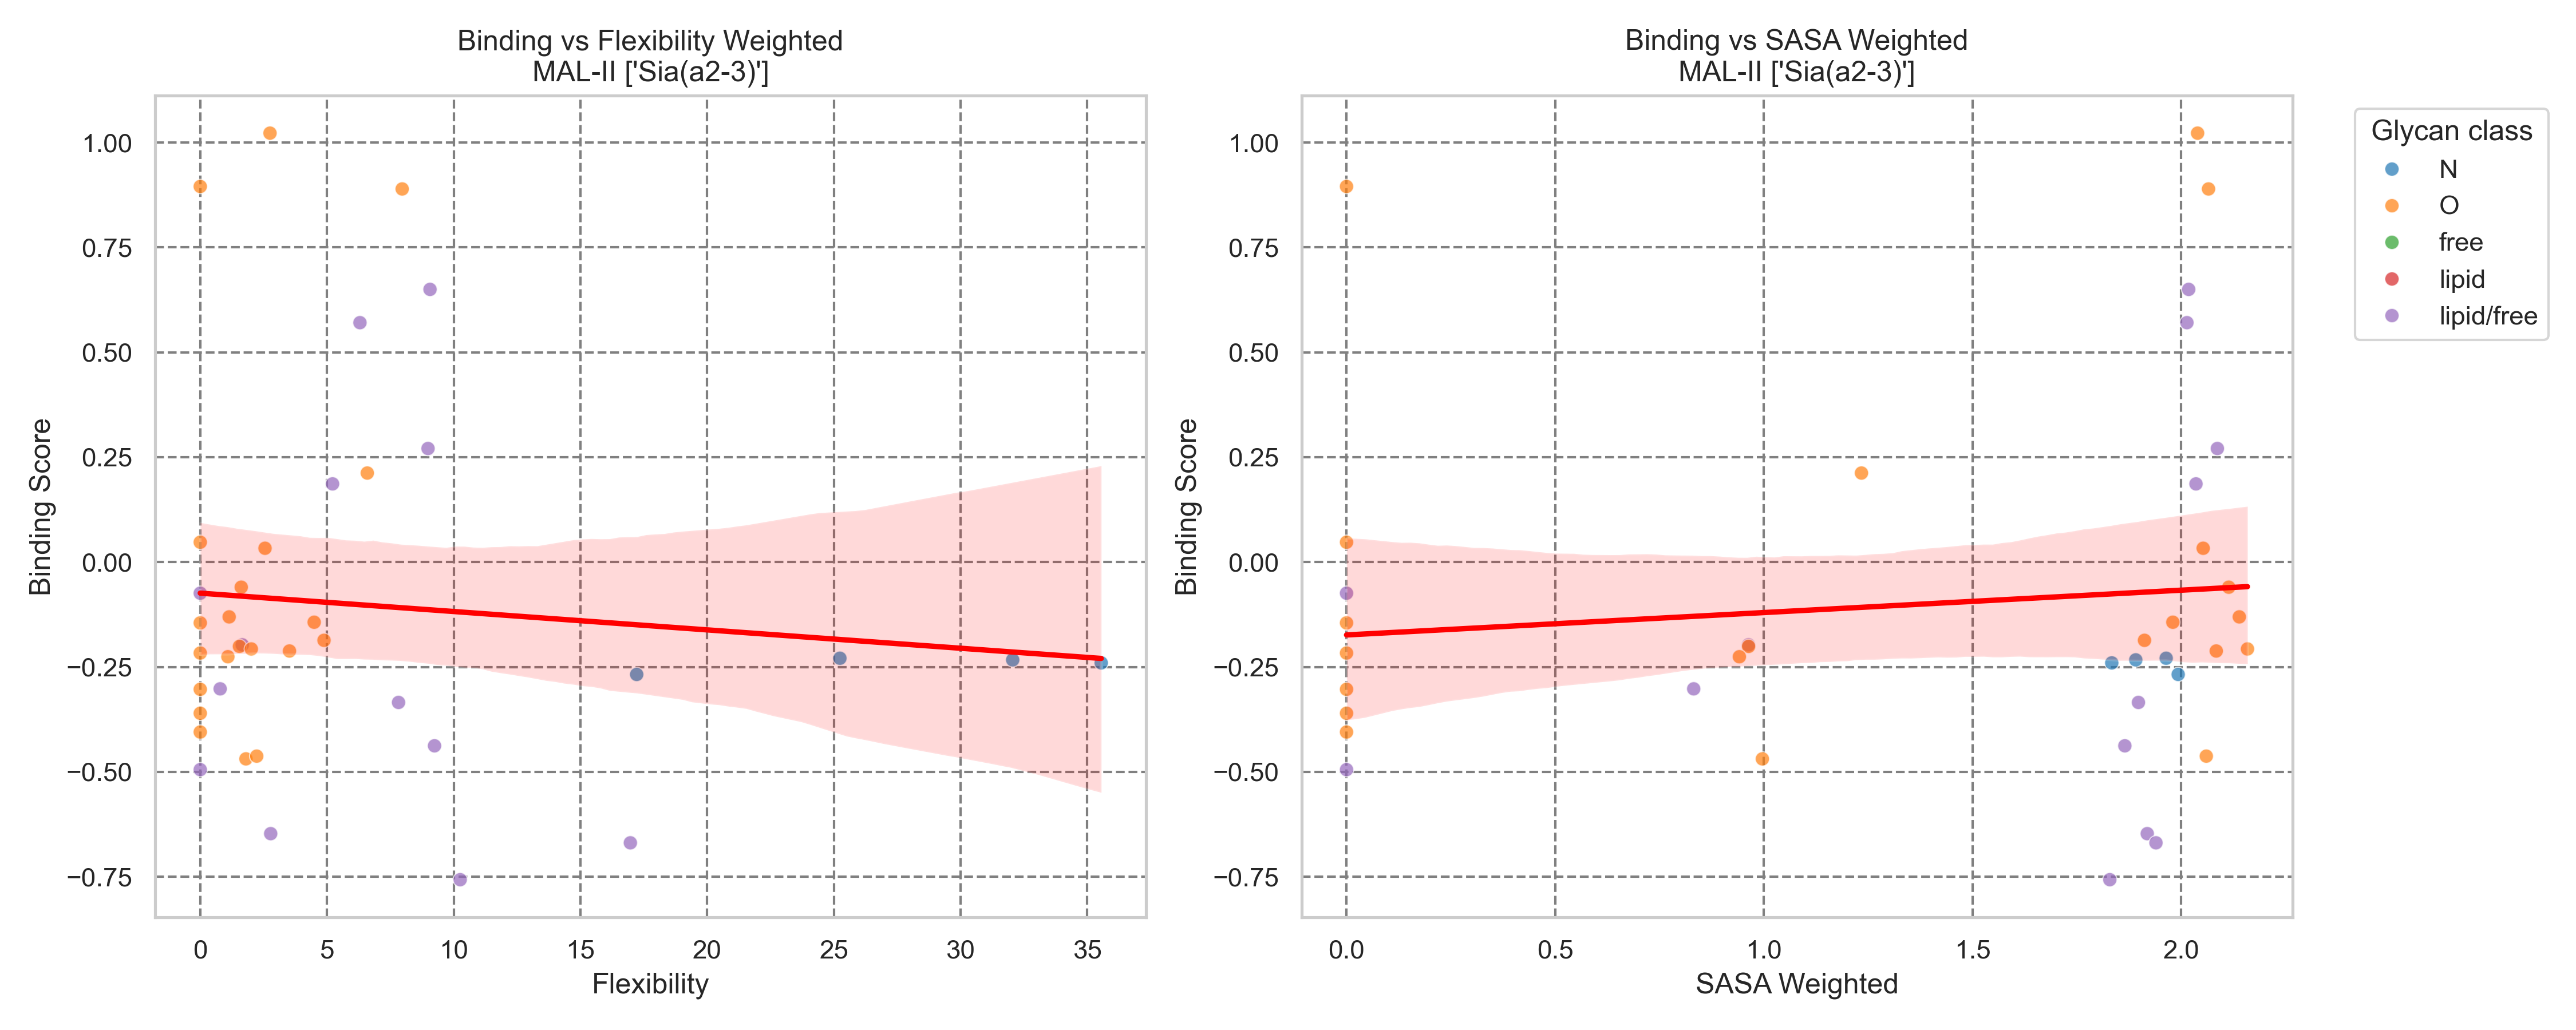 Binding vs Flexibility Weighted
MAL-II ['Sia(a2-3)']
1.00
0.75
0.50
0.25
0.00
−0.25
−0.50
−0.75
Binding Score
0 5 10 15 20 25 30 35
Flexibility
Binding vs SASA Weighted
MAL-II ['Sia(a2-3)']
1.00
0.75
0.50
0.25
0.00
−0.25
−0.50
−0.75
Binding Score
0.0 0.5 1.0 1.5 2.0
SASA Weighted
Glycan class
N
O
free
lipid
lipid/free